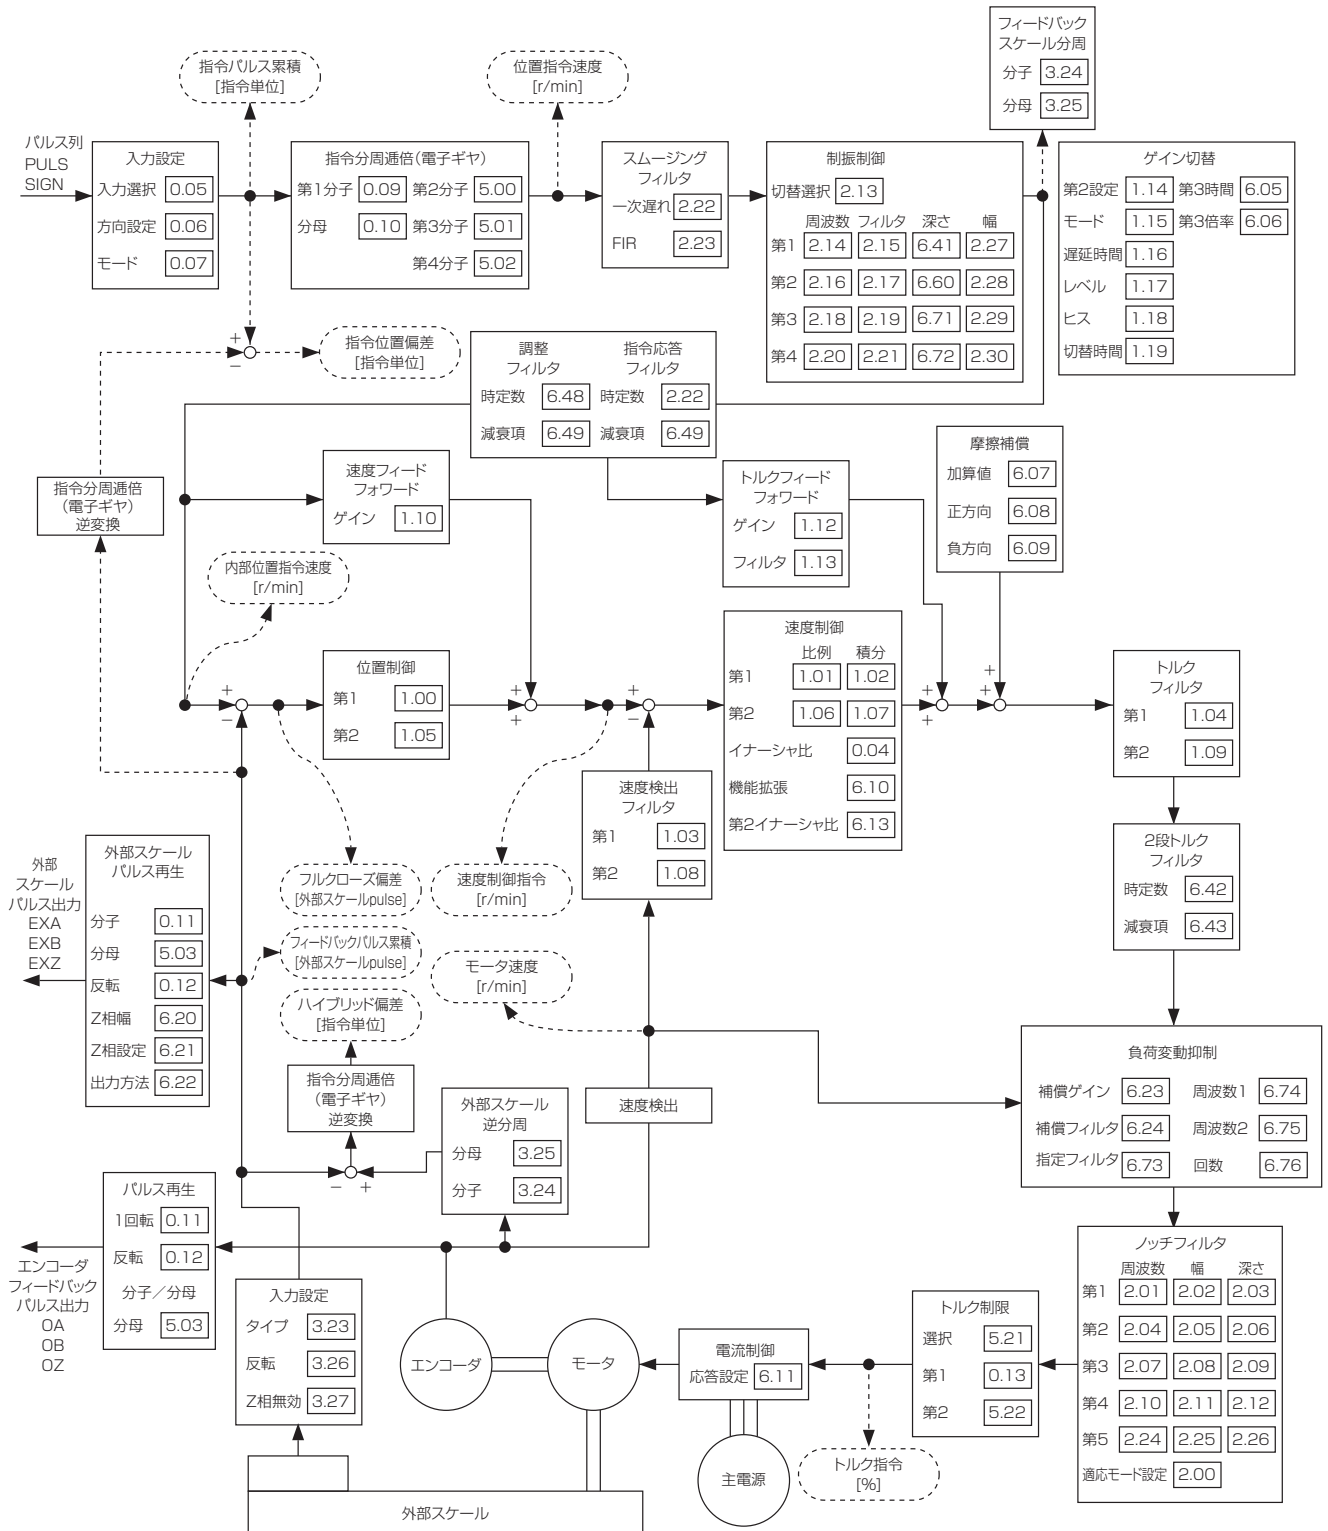 フィードバック
スケール分周
分子 3.24
分母 3.25
指令パルス累積
[指令単位]
位置指令速度
[r/min]
パルス列
PULS
SIGN
入力設定
入力選択 0.05
方向設定 0.06
モード 0.07
指令分周逓倍(電子ギヤ)
第1分子 0.09 第2分子 5.00
分母 0.10 第3分子 5.01
第4分子 5.02
スムージング
フィルタ
一次遅れ 2.22
FIR 2.23
制振制御
切替選択 2.13
周波数 フィルタ 深さ 幅
第1 2.14 2.15 6.41 2.27
第2 2.16 2.17 6.60 2.28
第3 2.18 2.19 6.71 2.29
第4 2.20 2.21 6.72 2.30
ゲイン切替
第2設定 1.14 第3時間 6.05
モード 1.15 第3倍率 6.06
遅延時間 1.16
レベル 1.17
ヒス 1.18
切替時間 1.19
+
−
指令位置偏差
[指令単位]
調整
フィルタ
時定数 6.48
減衰項 6.49
指令応答
フィルタ
時定数 2.22
減衰項 6.49
指令分周逓倍
(電子ギヤ)
逆変換
速度フィード
フォワード
ゲイン 1.10
トルクフィード
フォワード
ゲイン 1.12
フィルタ 1.13
摩擦補償
加算値 6.07
正方向 6.08
負方向 6.09
内部位置指令速度
[r/min]
+
−
位置制御
第1 1.00
第2 1.05
+
+
+
−
速度制御
比例 積分
第1 1.01 1.02
第2 1.06 1.07
イナーシャ比 0.04
機能拡張 6.10
第2イナーシャ比 6.13
+
+
+
+
トルク
フィルタ
第1 1.04
第2 1.09
速度検出
フィルタ
第1 1.03
第2 1.08
2段トルク
フィルタ
時定数 6.42
減衰項 6.43
外部
スケール
パルス出力
EXA
EXB
EXZ
外部スケール
パルス再生
分子 0.11
分母 5.03
反転 0.12
Z相幅 6.20
Z相設定 6.21
出力方法 6.22
フルクローズ偏差
[外部スケールpulse]
速度制御指令
[r/min]
フィードバックパルス累積
[外部スケールpulse]
モータ速度
[r/min]
ハイブリッド偏差
[指令単位]
指令分周逓倍
(電子ギヤ)
逆変換
外部スケール
逆分周
分母 3.25
分子 3.24
速度検出
負荷変動抑制
補償ゲイン 6.23 周波数1 6.74
補償フィルタ 6.24 周波数2 6.75
指定フィルタ 6.73 回数 6.76
−
+
パルス再生
1回転 0.11
反転 0.12
分子／分母
分母 5.03
エンコーダ
フィードバック
パルス出力
OA
OB
OZ
入力設定
タイプ 3.23
反転 3.26
Z相無効 3.27
エンコーダ
モータ
電流制御
応答設定 6.11
主電源
トルク制限
選択 5.21
第1 0.13
第2 5.22
トルク指令
[%]
ノッチフィルタ
周波数 幅 深さ
第1 2.01 2.02 2.03
第2 2.04 2.05 2.06
第3 2.07 2.08 2.09
第4 2.10 2.11 2.12
第5 2.24 2.25 2.26
適応モード設定 2.00
外部スケール